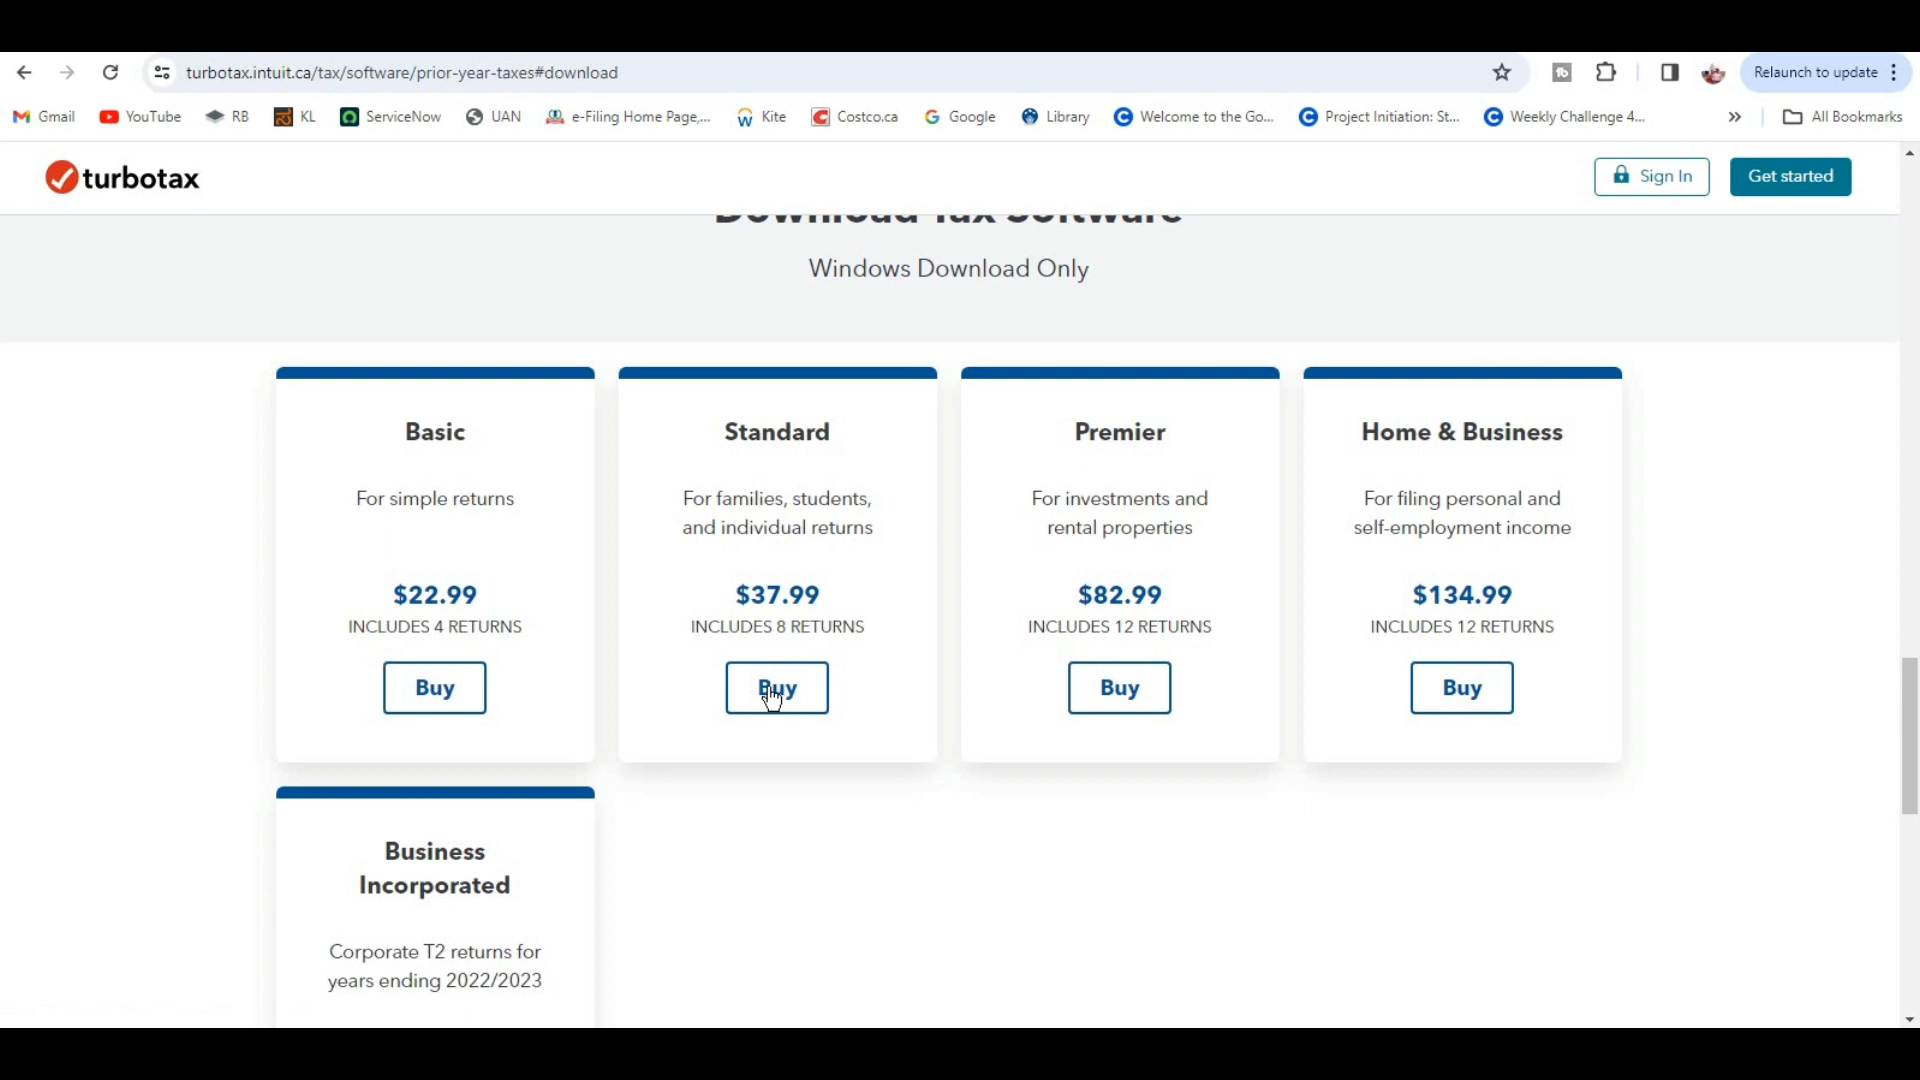 turbotax.intuit.ca/tax/software/prior-year-taxes#download
Relaunch to update
Gmail YouTube RB KL ServiceNow UAN e-Filing Home Page,... Kite Costco.ca Google Library Welcome to the Go... Project Initiation: St... Weekly Challenge 4... » All Bookmarks
turbotax
Sign In
Get started
Download Tax Software
Windows Download Only
Basic
For simple returns
$22.99
INCLUDES 4 RETURNS
Buy
Standard
For families, students,
and individual returns
$37.99
INCLUDES 8 RETURNS
Buy
Premier
For investments and
rental properties
$82.99
INCLUDES 12 RETURNS
Buy
Home & Business
For filing personal and
self-employment income
$134.99
INCLUDES 12 RETURNS
Buy
Business
Incorporated
Corporate T2 returns for
years ending 2022/2023